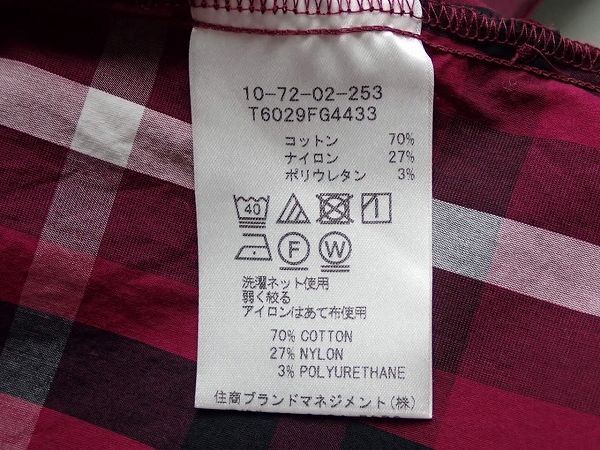 10-72-02-253
T6029FG4433
コットン 70%
ナイロン 27%
ポリウレタン 3%
40
F W
洗濯ネット使用
弱く絞る
アイロンはあて布使用
70% COTTON
27% NYLON
3% POLYURETHANE
住商ブランドマネジメント(株)